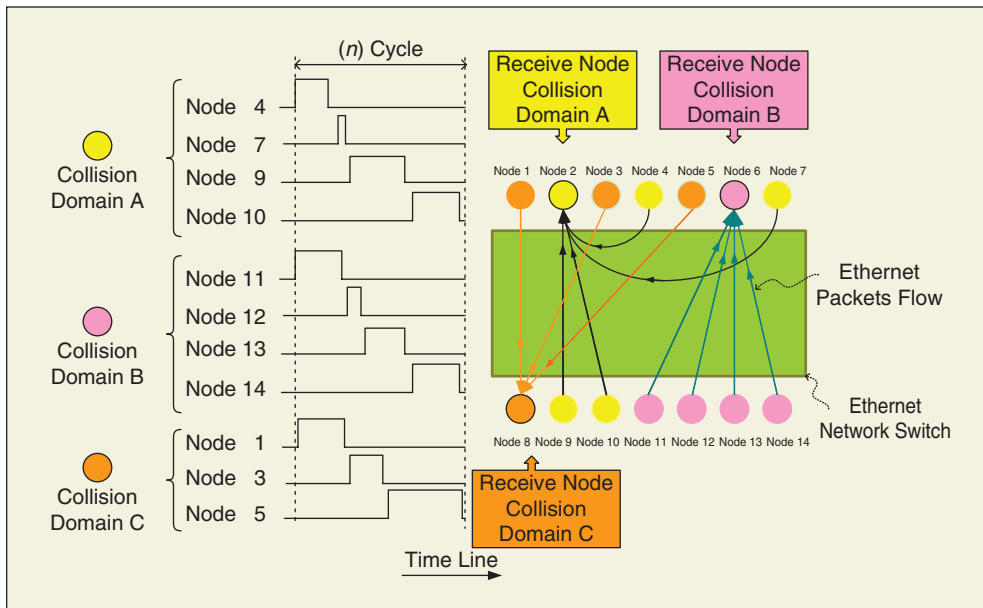 (n) Cycle
Collision
Domain A
Node 4
Node 7
Node 9
Node 10
Collision
Domain B
Node 11
Node 12
Node 13
Node 14
Collision
Domain C
Node 1
Node 3
Node 5
Time Line
Receive Node
Collision
Domain A
Receive Node
Collision
Domain B
Node 1 Node 2 Node 3 Node 4 Node 5 Node 6 Node 7
Ethernet
Packets Flow
Ethernet
Network Switch
Node 8 Node 9 Node 10 Node 11 Node 12 Node 13 Node 14
Receive Node
Collision
Domain C